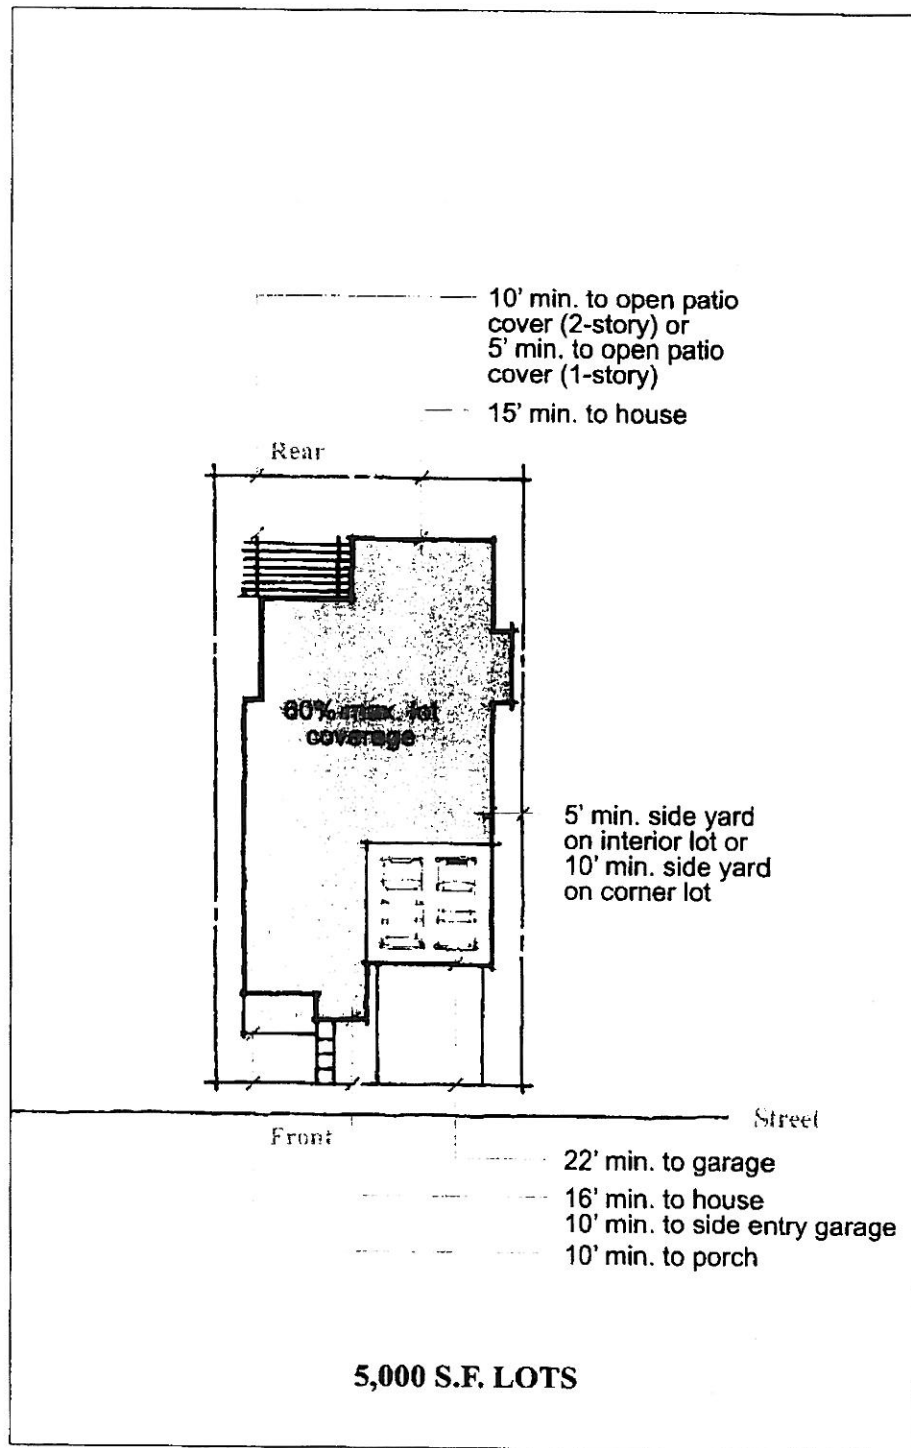 10' min. to open patio
cover (2-story) or
5' min. to open patio
cover (1-story)
15' min. to house
Rear
60% max. lot
coverage
5' min. side yard
on interior lot or
10' min. side yard
on corner lot
Street
Front
22' min. to garage
16' min. to house
10' min. to side entry garage
10' min. to porch
5,000 S.F. LOTS